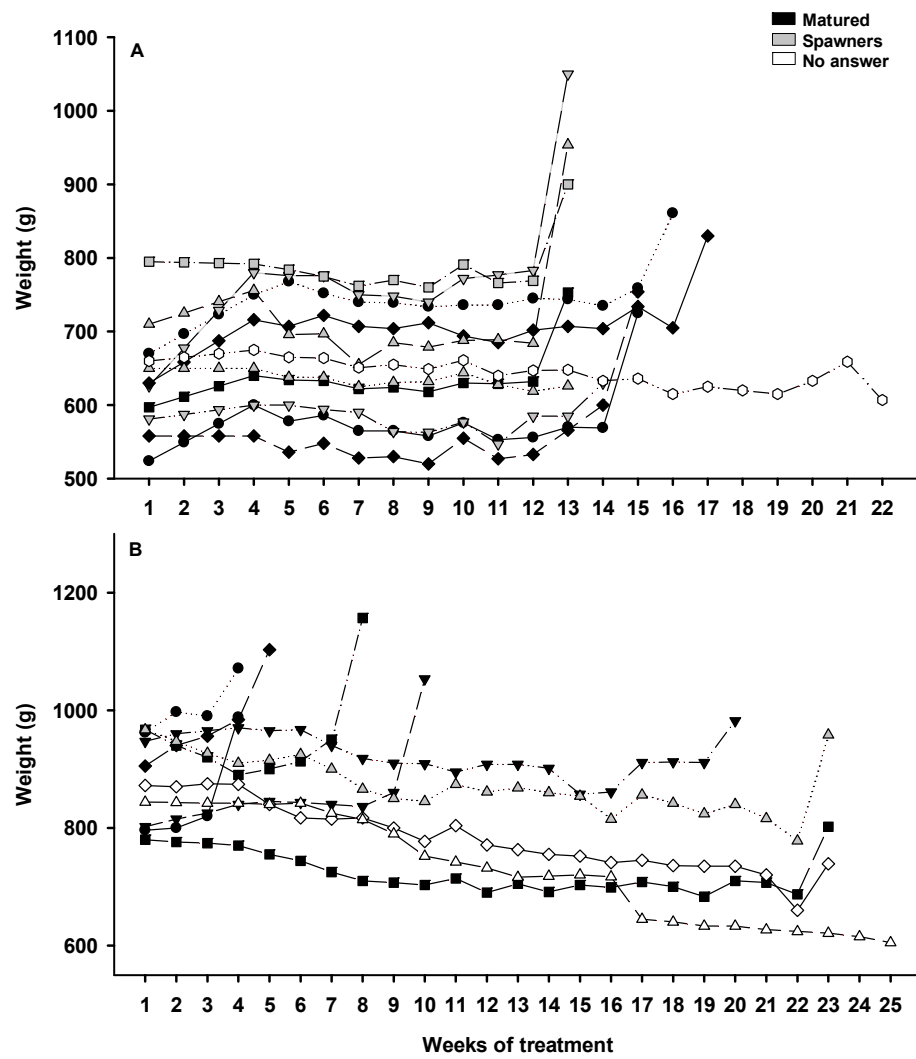 Matured
Spawners
No answer
A
1100
1000
900
800
700
600
500
Weight (g)
1 2 3 4 5 6 7 8 9 10 11 12 13 14 15 16 17 18 19 20 21 22
B
1200
1000
800
600
Weight (g)
1 2 3 4 5 6 7 8 9 10 11 12 13 14 15 16 17 18 19 20 21 22 23 24 25
Weeks of treatment